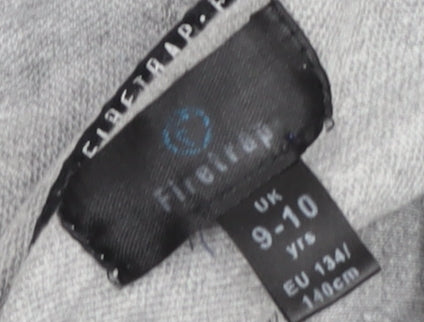 FIRETRAP.F
Firetrap
UK
9-10
yrs
EU 134/
140cm